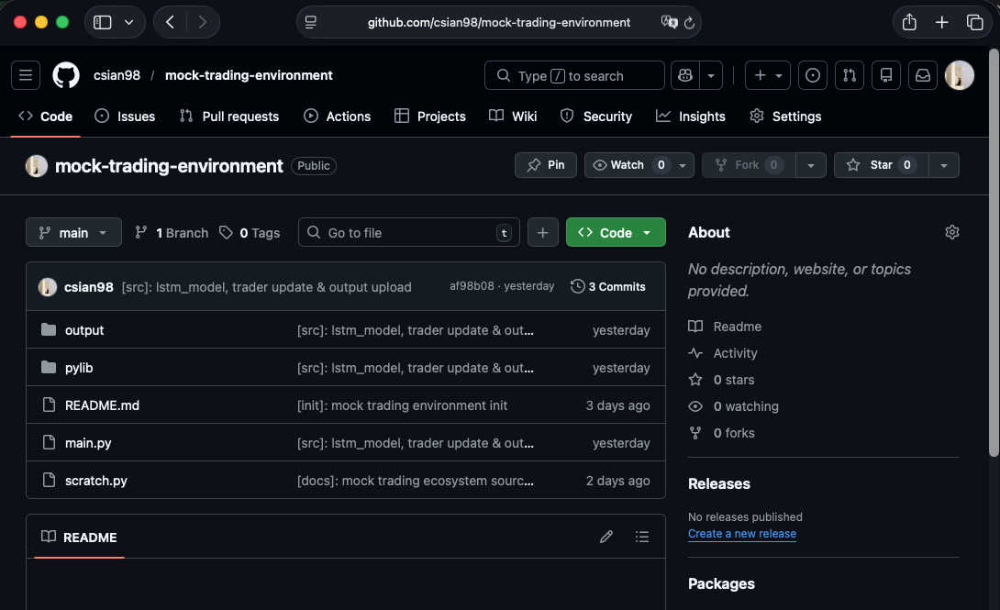 github.com/csian98/mock-trading-environment
csian98 / mock-trading-environment
Type / to search
Code Issues Pull requests Actions Projects Wiki Security Insights Settings
mock-trading-environment Public
Pin Watch 0 Fork 0 Star 0
main 1 Branch 0 Tags Go to file t Code
csian98 [src]: lstm_model, trader update & output upload af98b08 · yesterday 3 Commits
output [src]: lstm_model, trader update & out... yesterday
pylib [src]: lstm_model, trader update & out... yesterday
README.md [init]: mock trading environment init 3 days ago
main.py [src]: lstm_model, trader update & out... yesterday
scratch.py [docs]: mock trading ecosystem sourc... 2 days ago
README
About
No description, website, or topics
provided.
Readme
Activity
0 stars
0 watching
0 forks
Releases
No releases published
Create a new release
Packages